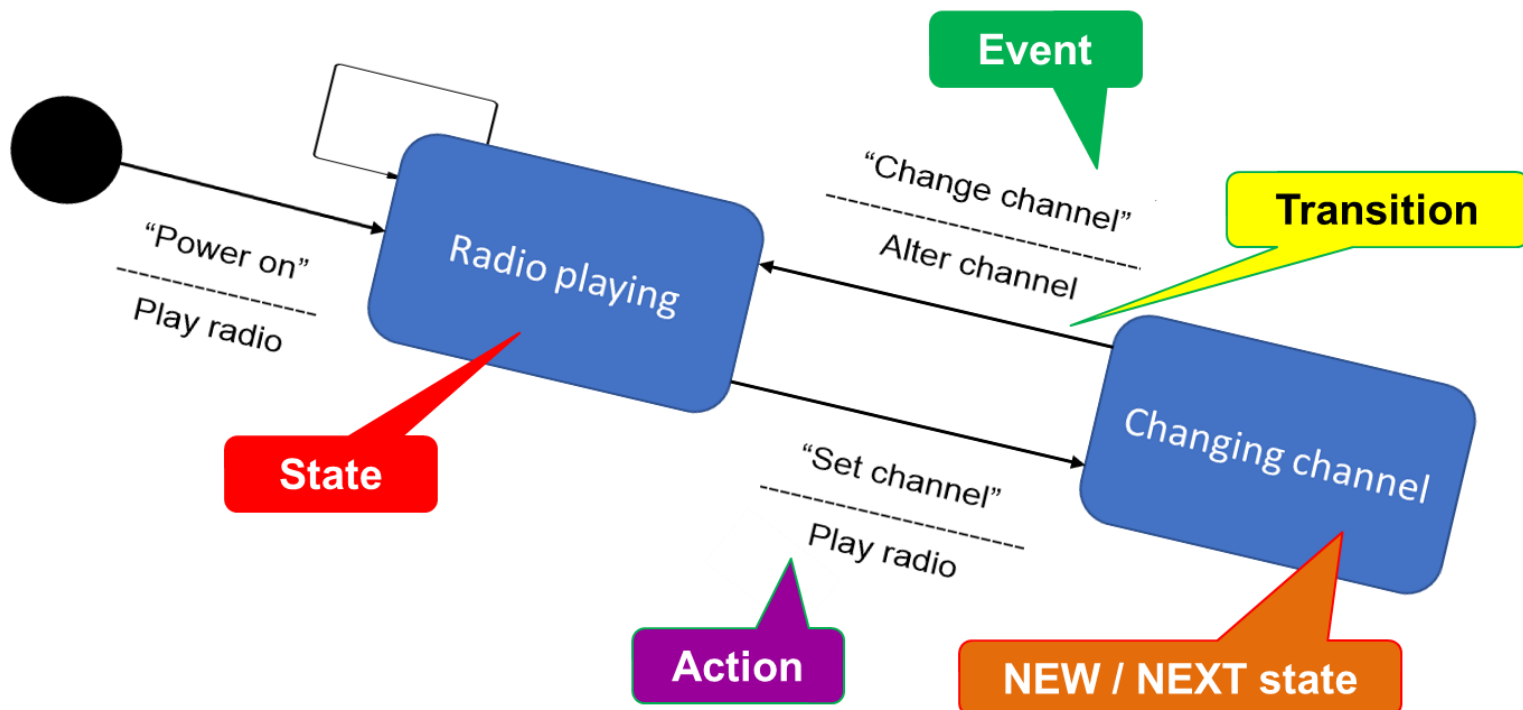 Event
“Change channel”
Transition
Alter channel
“Power on”
Radio playing
Play radio
Changing channel
State
“Set channel”
Play radio
Action
NEW / NEXT state